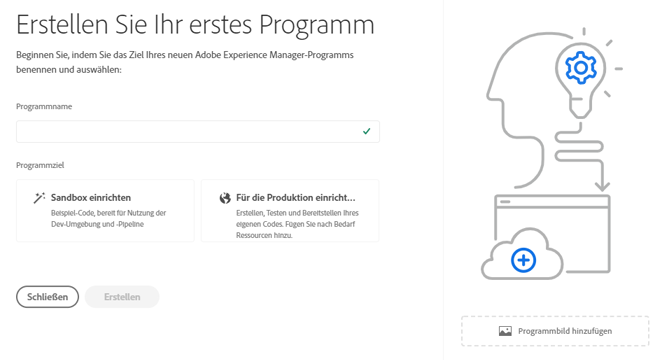 Erstellen Sie Ihr erstes Programm
Beginnen Sie, indem Sie das Ziel Ihres neuen Adobe Experience Manager-Programms
benennen und auswählen:
Programmname
Programmziel
Sandbox einrichten
Beispiel-Code, bereit für Nutzung der
Dev-Umgebung und -Pipeline
Für die Produktion einricht...
Erstellen, Testen und Bereitstellen Ihres
eigenen Codes. Fügen Sie nach Bedarf
Ressourcen hinzu.
Schließen
Erstellen
Programmbild hinzufügen